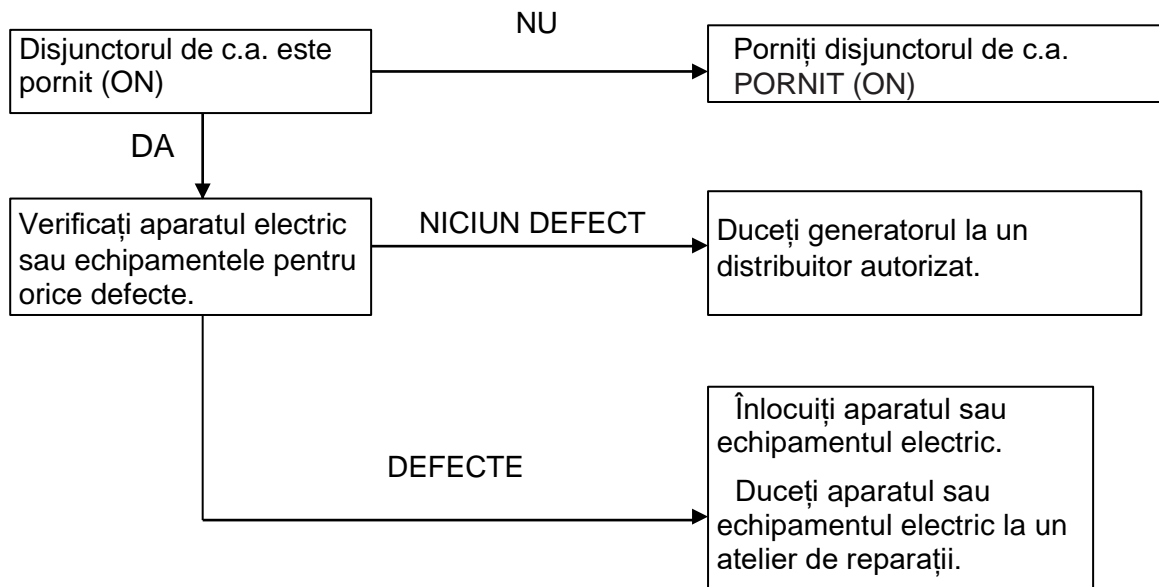 NU
Disjunctorul de c.a. este
pornit (ON)
Porniți disjunctorul de c.a.
PORNIT (ON)
DA
Verificați aparatul electric
sau echipamentele pentru
orice defecte.
NICIUN DEFECT
Duceți generatorul la un
distribuitor autorizat.
DEFECTE
Înlocuiți aparatul sau
echipamentul electric.
Duceți aparatul sau
echipamentul electric la un
atelier de reparații.